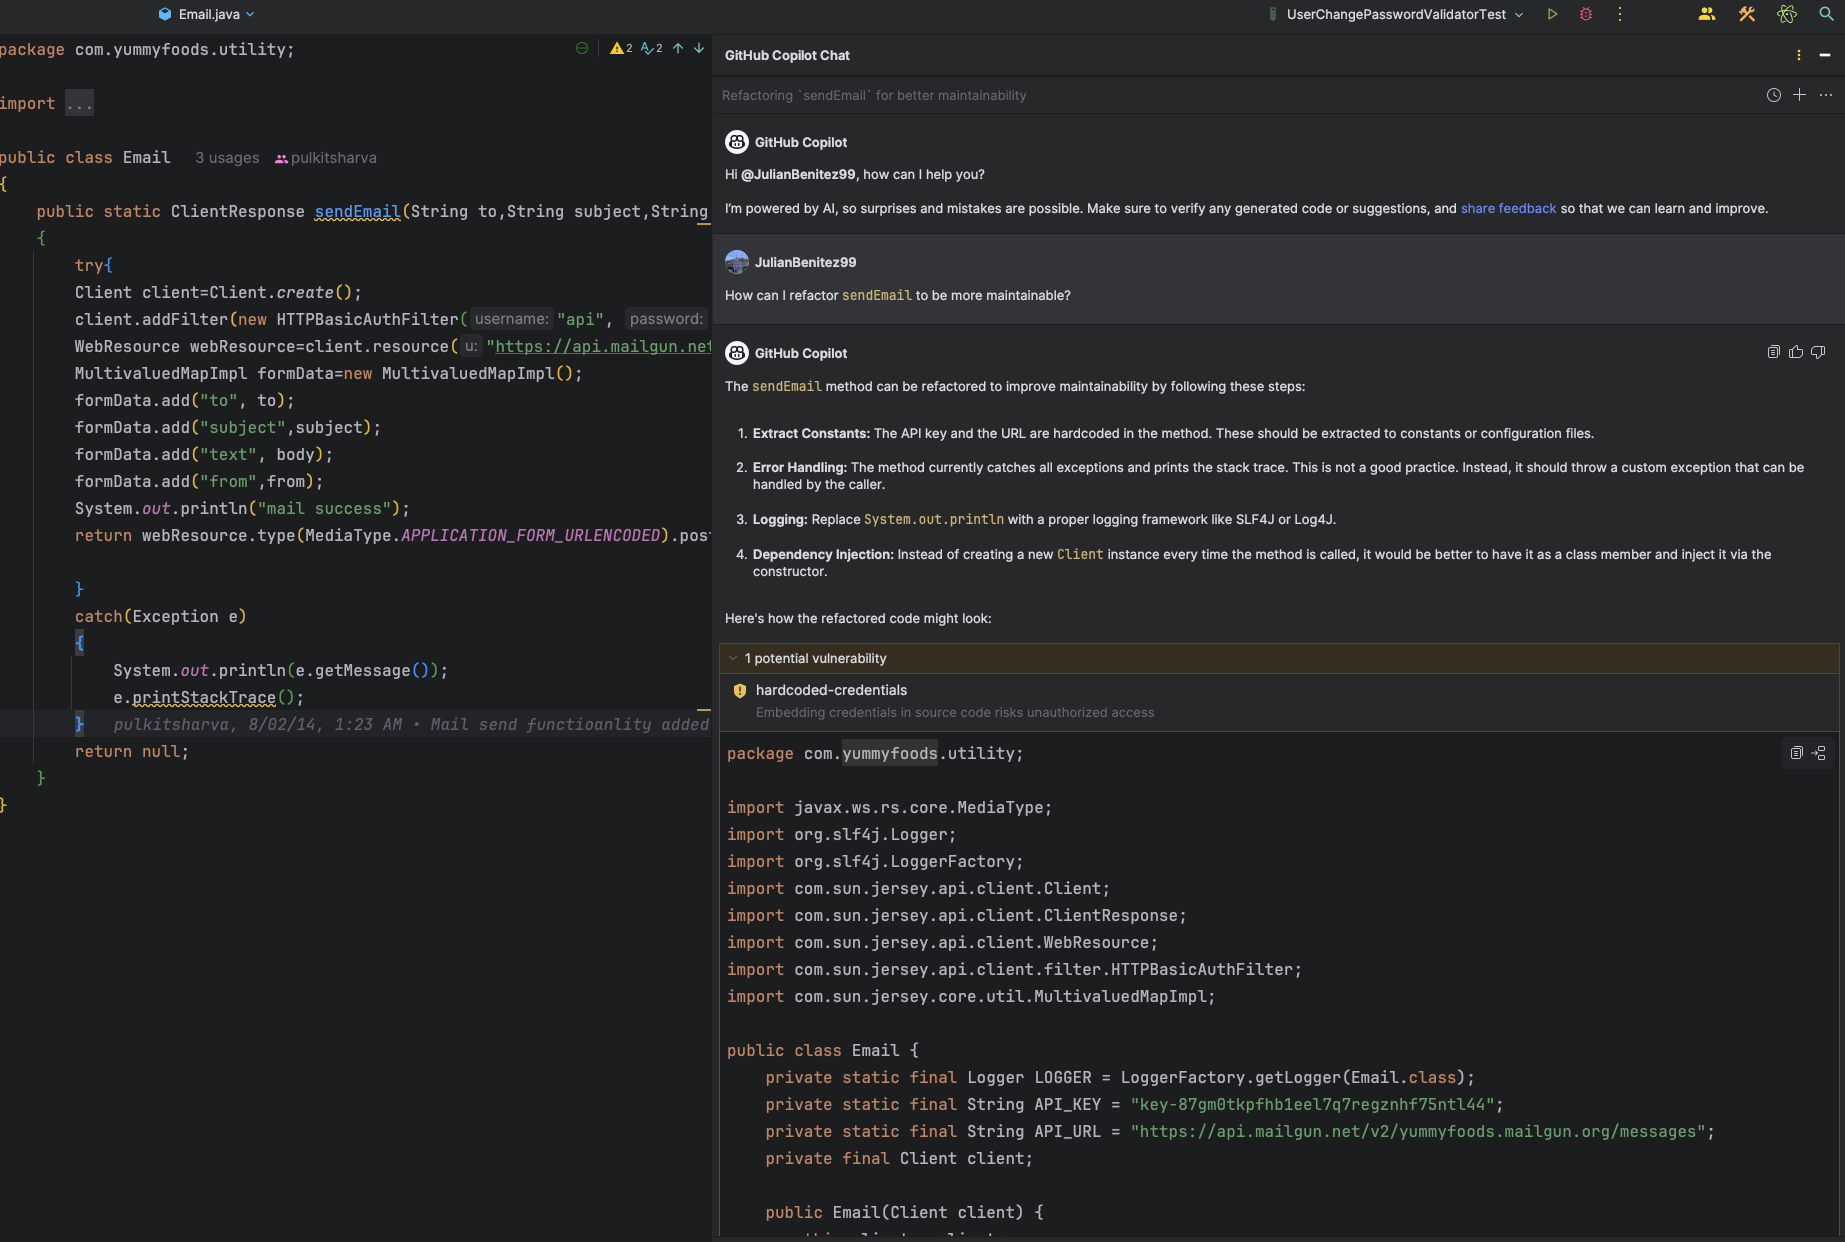 Email.java
UserChangePasswordValidatorTest
package com.yummyfoods.utility;
2 2
import ...
public class Email 3 usages pulkitsharva
{
public static ClientResponse sendEmail(String to,String subject,String
{
try{
Client client=Client.create();
client.addFilter(new HTTPBasicAuthFilter( username: "api", password:
WebResource webResource=client.resource( u: "https://api.mailgun.net
MultivaluedMapImpl formData=new MultivaluedMapImpl();
formData.add("to", to);
formData.add("subject",subject);
formData.add("text", body);
formData.add("from",from);
System.out.println("mail success");
return webResource.type(MediaType.APPLICATION_FORM_URLENCODED).post
}
catch(Exception e)
{
System.out.println(e.getMessage());
e.printStackTrace();
} pulkitsharva, 8/02/14, 1:23 AM • Mail send functioanlity added
return null;
}
}
GitHub Copilot Chat
Refactoring `sendEmail` for better maintainability
GitHub Copilot
Hi @JulianBenitez99, how can I help you?
I'm powered by AI, so surprises and mistakes are possible. Make sure to verify any generated code or suggestions, and share feedback so that we can learn and improve.
JulianBenitez99
How can I refactor sendEmail to be more maintainable?
GitHub Copilot
The sendEmail method can be refactored to improve maintainability by following these steps:
1. Extract Constants: The API key and the URL are hardcoded in the method. These should be extracted to constants or configuration files.
2. Error Handling: The method currently catches all exceptions and prints the stack trace. This is not a good practice. Instead, it should throw a custom exception that can be
handled by the caller.
3. Logging: Replace System.out.println with a proper logging framework like SLF4J or Log4J.
4. Dependency Injection: Instead of creating a new Client instance every time the method is called, it would be better to have it as a class member and inject it via the
constructor.
Here's how the refactored code might look:
1 potential vulnerability
hardcoded-credentials
Embedding credentials in source code risks unauthorized access
package com.yummyfoods.utility;
import javax.ws.rs.core.MediaType;
import org.slf4j.Logger;
import org.slf4j.LoggerFactory;
import com.sun.jersey.api.client.Client;
import com.sun.jersey.api.client.ClientResponse;
import com.sun.jersey.api.client.WebResource;
import com.sun.jersey.api.client.filter.HTTPBasicAuthFilter;
import com.sun.jersey.core.util.MultivaluedMapImpl;
public class Email {
private static final Logger LOGGER = LoggerFactory.getLogger(Email.class);
private static final String API_KEY = "key-87gm0tkpfhb1eel7q7regznhf75ntl44";
private static final String API_URL = "https://api.mailgun.net/v2/yummyfoods.mailgun.org/messages";
private final Client client;
public Email(Client client) {